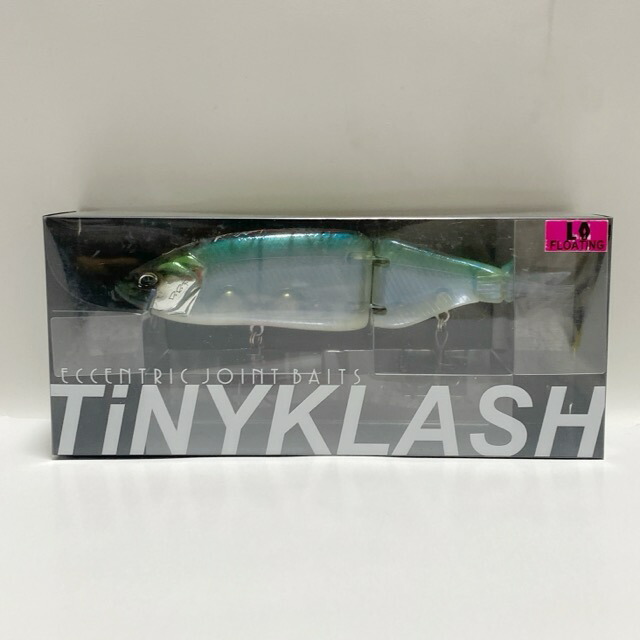 LO
FLOATING
ECCENTRIC JOINT BAITS
TiNYKLASH